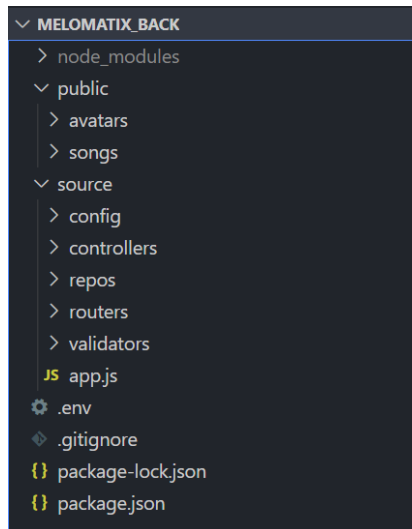 MELOMATIX_BACK
node_modules
public
avatars
songs
source
config
controllers
repos
routers
validators
JS app.js
.env
.gitignore
{} package-lock.json
{} package.json